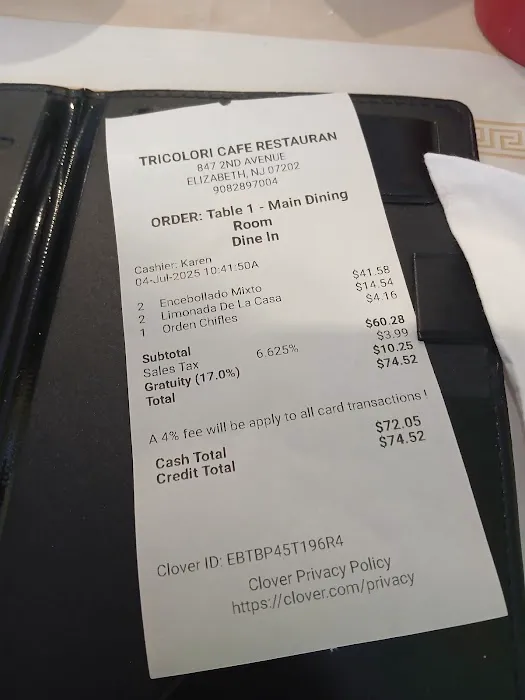 TRICOLORI CAFE RESTAURAN
847 2ND AVENUE
ELIZABETH, NJ 07202
9082897004
ORDER: Table 1 - Main Dining
Room
Dine In
Cashier: Karen
04-Jul-2025 10:41:50A
2 Encebollado Mixto $41.58
2 Limonada De La Casa $14.54
1 Orden Chifles $4.16
Subtotal $60.28
Sales Tax 6.625% $3.99
Gratuity (17.0%) $10.25
Total $74.52
A 4% fee will be apply to all card transactions !
Cash Total $72.05
Credit Total $74.52
Clover ID: EBTBP45T196R4
Clover Privacy Policy
https://clover.com/privacy